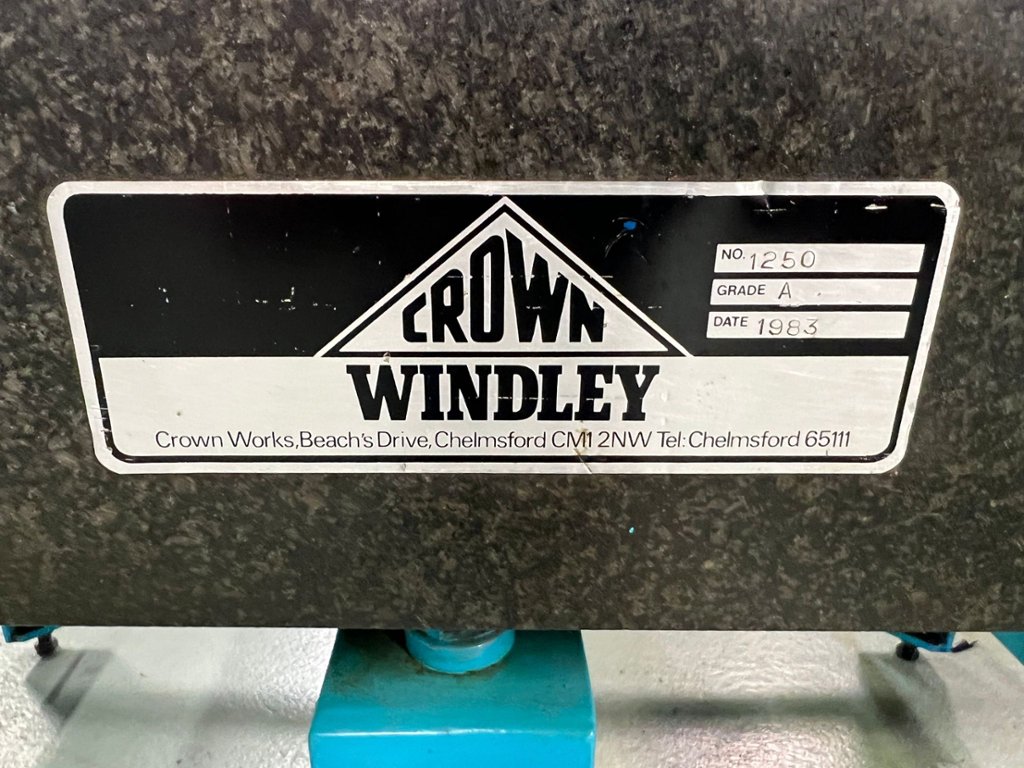 CROWN
WINDLEY
Crown Works, Beach's Drive, Chelmsford CM1 2NW Tel: Chelmsford 65111
NO. 1250
GRADE A
DATE 1983